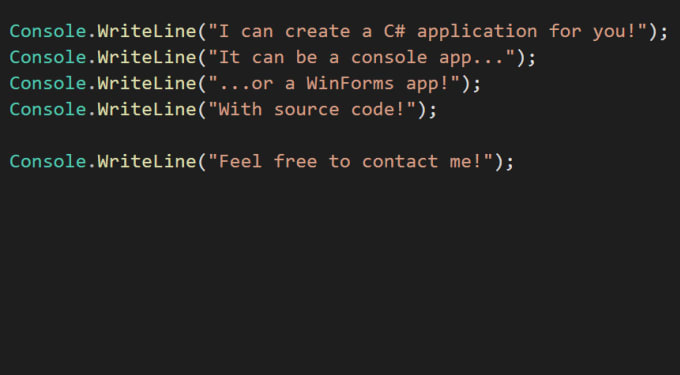 Console.WriteLine("I can create a C# application for you!");
Console.WriteLine("It can be a console app...");
Console.WriteLine("...or a WinForms app!");
Console.WriteLine("With source code!");
Console.WriteLine("Feel free to contact me!");